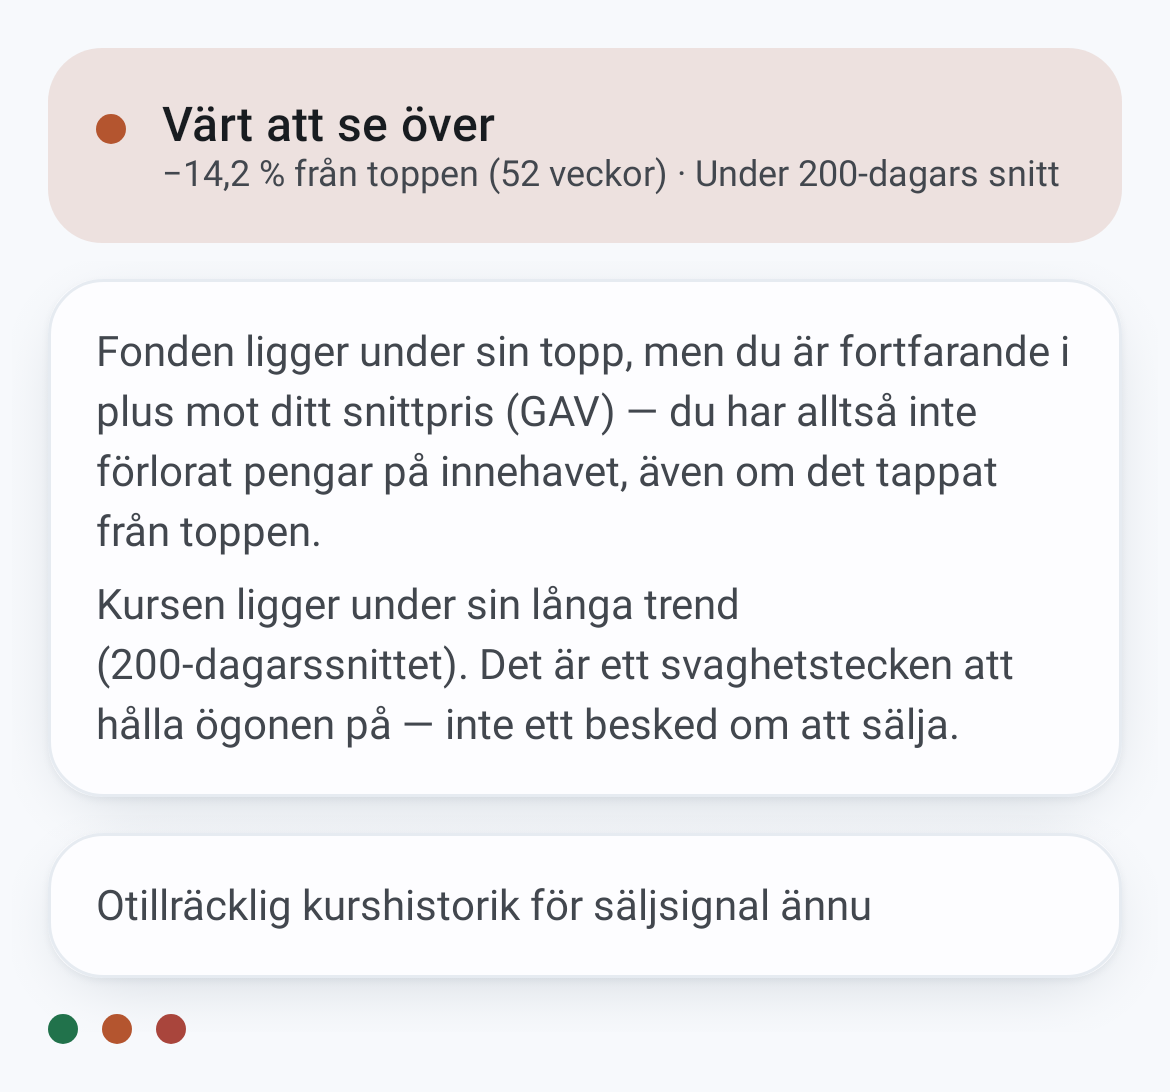 Värt att se över
−14,2 % från toppen (52 veckor) · Under 200-dagars snitt
Fonden ligger under sin topp, men du är fortfarande i
plus mot ditt snittpris (GAV) — du har alltså inte
förlorat pengar på innehavet, även om det tappat
från toppen.
Kursen ligger under sin långa trend
(200-dagarssnittet). Det är ett svaghetstecken att
hålla ögonen på — inte ett besked om att sälja.
Otillräcklig kurshistorik för säljsignal ännu